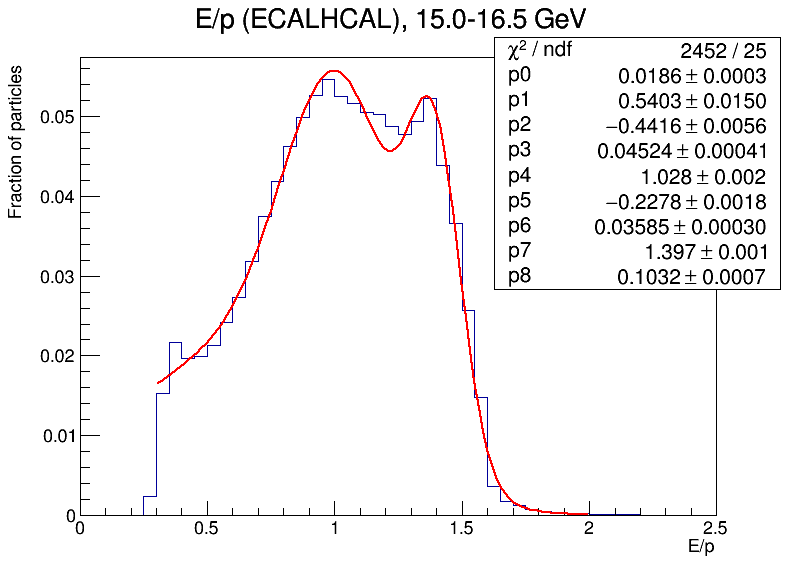 E/p (ECALHCAL), 15.0-16.5 GeV
χ² / ndf 2452 / 25
p0 0.0186 ± 0.0003
p1 0.5403 ± 0.0150
p2 −0.4416 ± 0.0056
p3 0.04524 ± 0.00041
p4 1.028 ± 0.002
p5 −0.2278 ± 0.0018
p6 0.03585 ± 0.00030
p7 1.397 ± 0.001
p8 0.1032 ± 0.0007
Fraction of particles
0.05
0.04
0.03
0.02
0.01
0
0 0.5 1 1.5 2 2.5
E/p